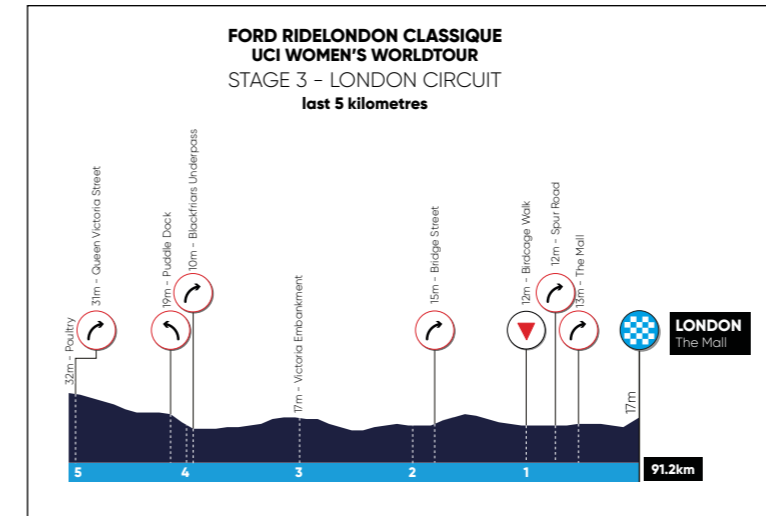 FORD RIDELONDON CLASSIQUE
UCI WOMEN'S WORLDTOUR
STAGE 3 - LONDON CIRCUIT
last 5 kilometres
32m - Poultry
31m - Queen Victoria Street
19m - Puddle Dock
10m - Blackfriars Underpass
17m - Victoria Embankment
15m - Bridge Street
12m - Birdcage Walk
12m - Spur Road
13m - The Mall
17m
LONDON
The Mall
5
4
3
2
1
91.2km